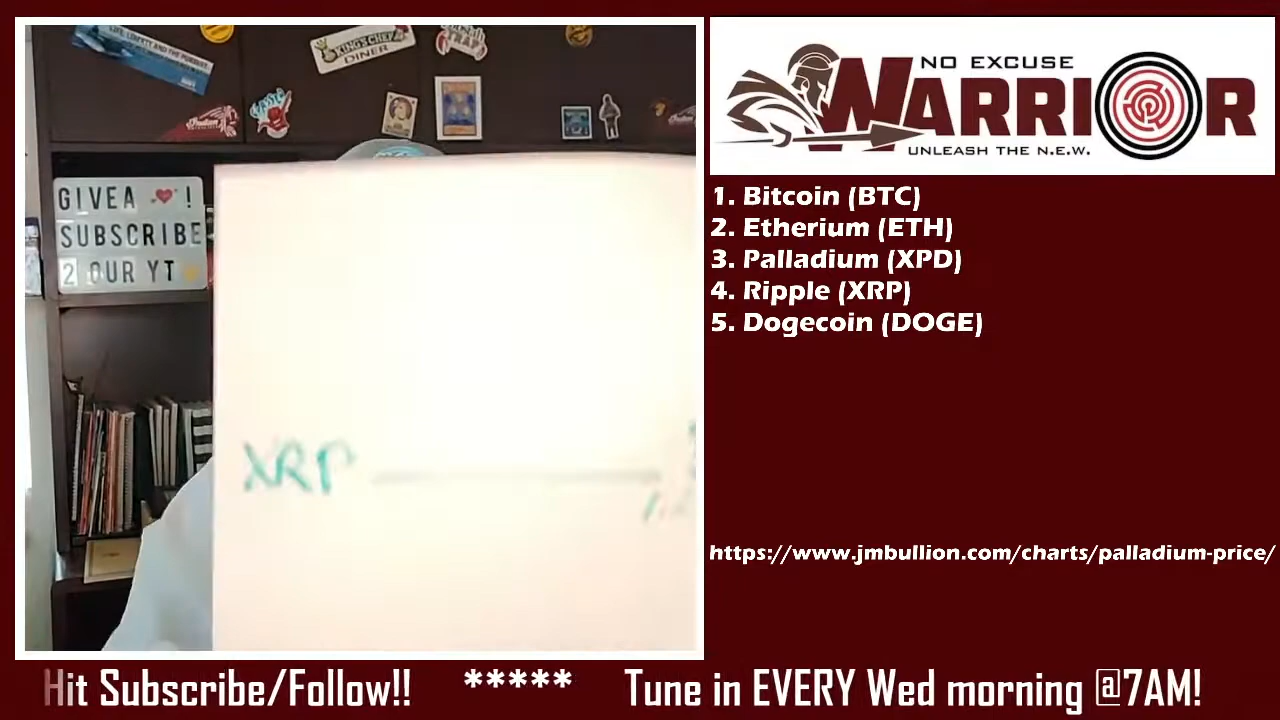 KING'S CHEF
DINER
GIVEA !
SUBSCRIBE
2 OUR YT
XRP
NO EXCUSE
WARRIOR
UNLEASH THE N.E.W.
1. Bitcoin (BTC)
2. Etherium (ETH)
3. Palladium (XPD)
4. Ripple (XRP)
5. Dogecoin (DOGE)
https://www.jmbullion.com/charts/palladium-price/
Hit Subscribe/Follow!! ***** Tune in EVERY Wed morning @7AM!